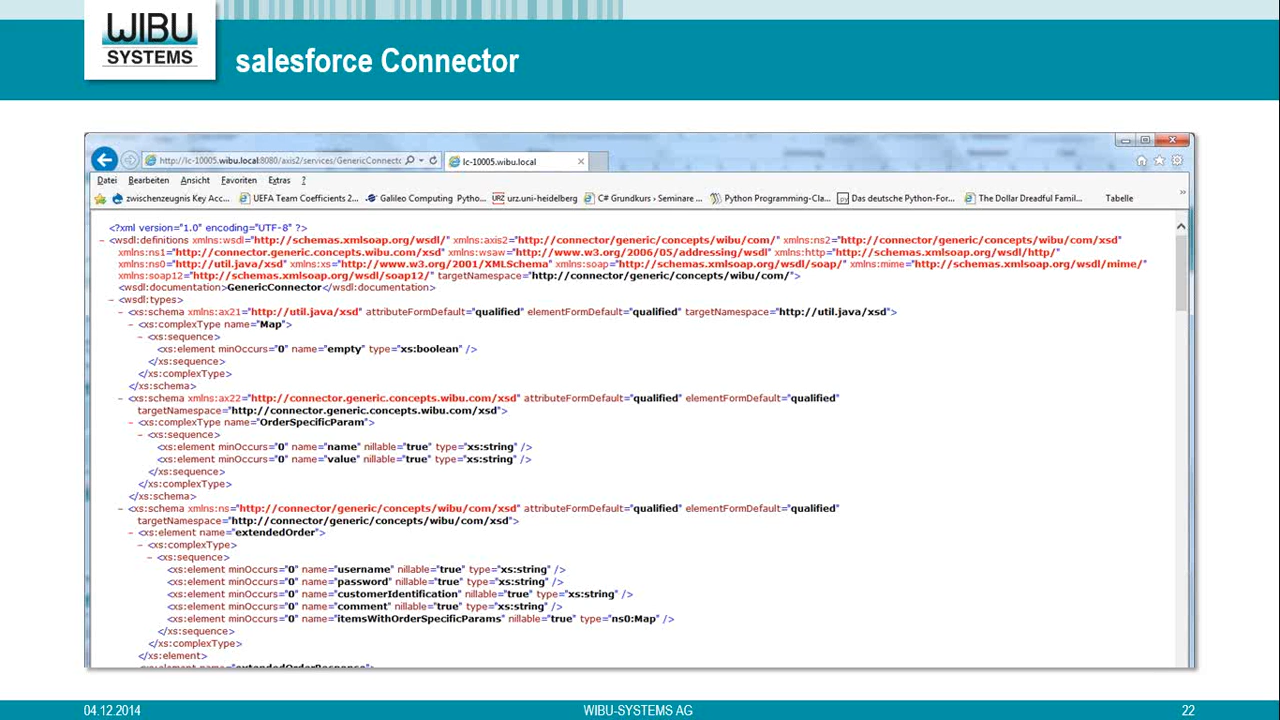 WIBU
SYSTEMS
salesforce Connector
http://lc-10005.wibu.local:8080/axis2/services/GenericConnectc
lc-10005.wibu.local
Datei Bearbeiten Ansicht Favoriten Extras ?
zwischenzeugnis Key Acc... UEFA Team Coefficients 2... Galileo Computing Pytho... URZ urz.uni-heidelberg C# Grundkurs › Seminare ... Python Programming-Cla... py Das deutsche Python-For... The Dollar Dreadful Famil... Tabelle
<?xml version="1.0" encoding="UTF-8" ?>
- <wsdl:definitions xmlns:wsdl="http://schemas.xmlsoap.org/wsdl/" xmlns:axis2="http://connector/generic/concepts/wibu/com/" xmlns:ns2="http://connector/generic/concepts/wibu/com/xsd"
xmlns:ns1="http://connector.generic.concepts.wibu.com/xsd" xmlns:wsaw="http://www.w3.org/2006/05/addressing/wsdl" xmlns:http="http://schemas.xmlsoap.org/wsdl/http/"
xmlns:ns0="http://util.java/xsd" xmlns:xs="http://www.w3.org/2001/XMLSchema" xmlns:soap="http://schemas.xmlsoap.org/wsdl/soap/" xmlns:mime="http://schemas.xmlsoap.org/wsdl/mime/"
xmlns:soap12="http://schemas.xmlsoap.org/wsdl/soap12/" targetNamespace="http://connector/generic/concepts/wibu/com/">
<wsdl:documentation>GenericConnector</wsdl:documentation>
- <wsdl:types>
- <xs:schema xmlns:ax21="http://util.java/xsd" attributeFormDefault="qualified" elementFormDefault="qualified" targetNamespace="http://util.java/xsd">
- <xs:complexType name="Map">
- <xs:sequence>
<xs:element minOccurs="0" name="empty" type="xs:boolean" />
</xs:sequence>
</xs:complexType>
</xs:schema>
- <xs:schema xmlns:ax22="http://connector.generic.concepts.wibu.com/xsd" attributeFormDefault="qualified" elementFormDefault="qualified"
targetNamespace="http://connector.generic.concepts.wibu.com/xsd">
- <xs:complexType name="OrderSpecificParam">
- <xs:sequence>
<xs:element minOccurs="0" name="name" nillable="true" type="xs:string" />
<xs:element minOccurs="0" name="value" nillable="true" type="xs:string" />
</xs:sequence>
</xs:complexType>
</xs:schema>
- <xs:schema xmlns:ns="http://connector/generic/concepts/wibu/com/xsd" attributeFormDefault="qualified" elementFormDefault="qualified"
targetNamespace="http://connector/generic/concepts/wibu/com/xsd">
- <xs:element name="extendedOrder">
- <xs:complexType>
- <xs:sequence>
<xs:element minOccurs="0" name="username" nillable="true" type="xs:string" />
<xs:element minOccurs="0" name="password" nillable="true" type="xs:string" />
<xs:element minOccurs="0" name="customerIdentification" nillable="true" type="xs:string" />
<xs:element minOccurs="0" name="comment" nillable="true" type="xs:string" />
<xs:element minOccurs="0" name="itemsWithOrderSpecificParams" nillable="true" type="ns0:Map" />
</xs:sequence>
</xs:complexType>
</xs:element>
- <xs:element name="extendedOrderResponse">
04.12.2014 WIBU-SYSTEMS AG 22